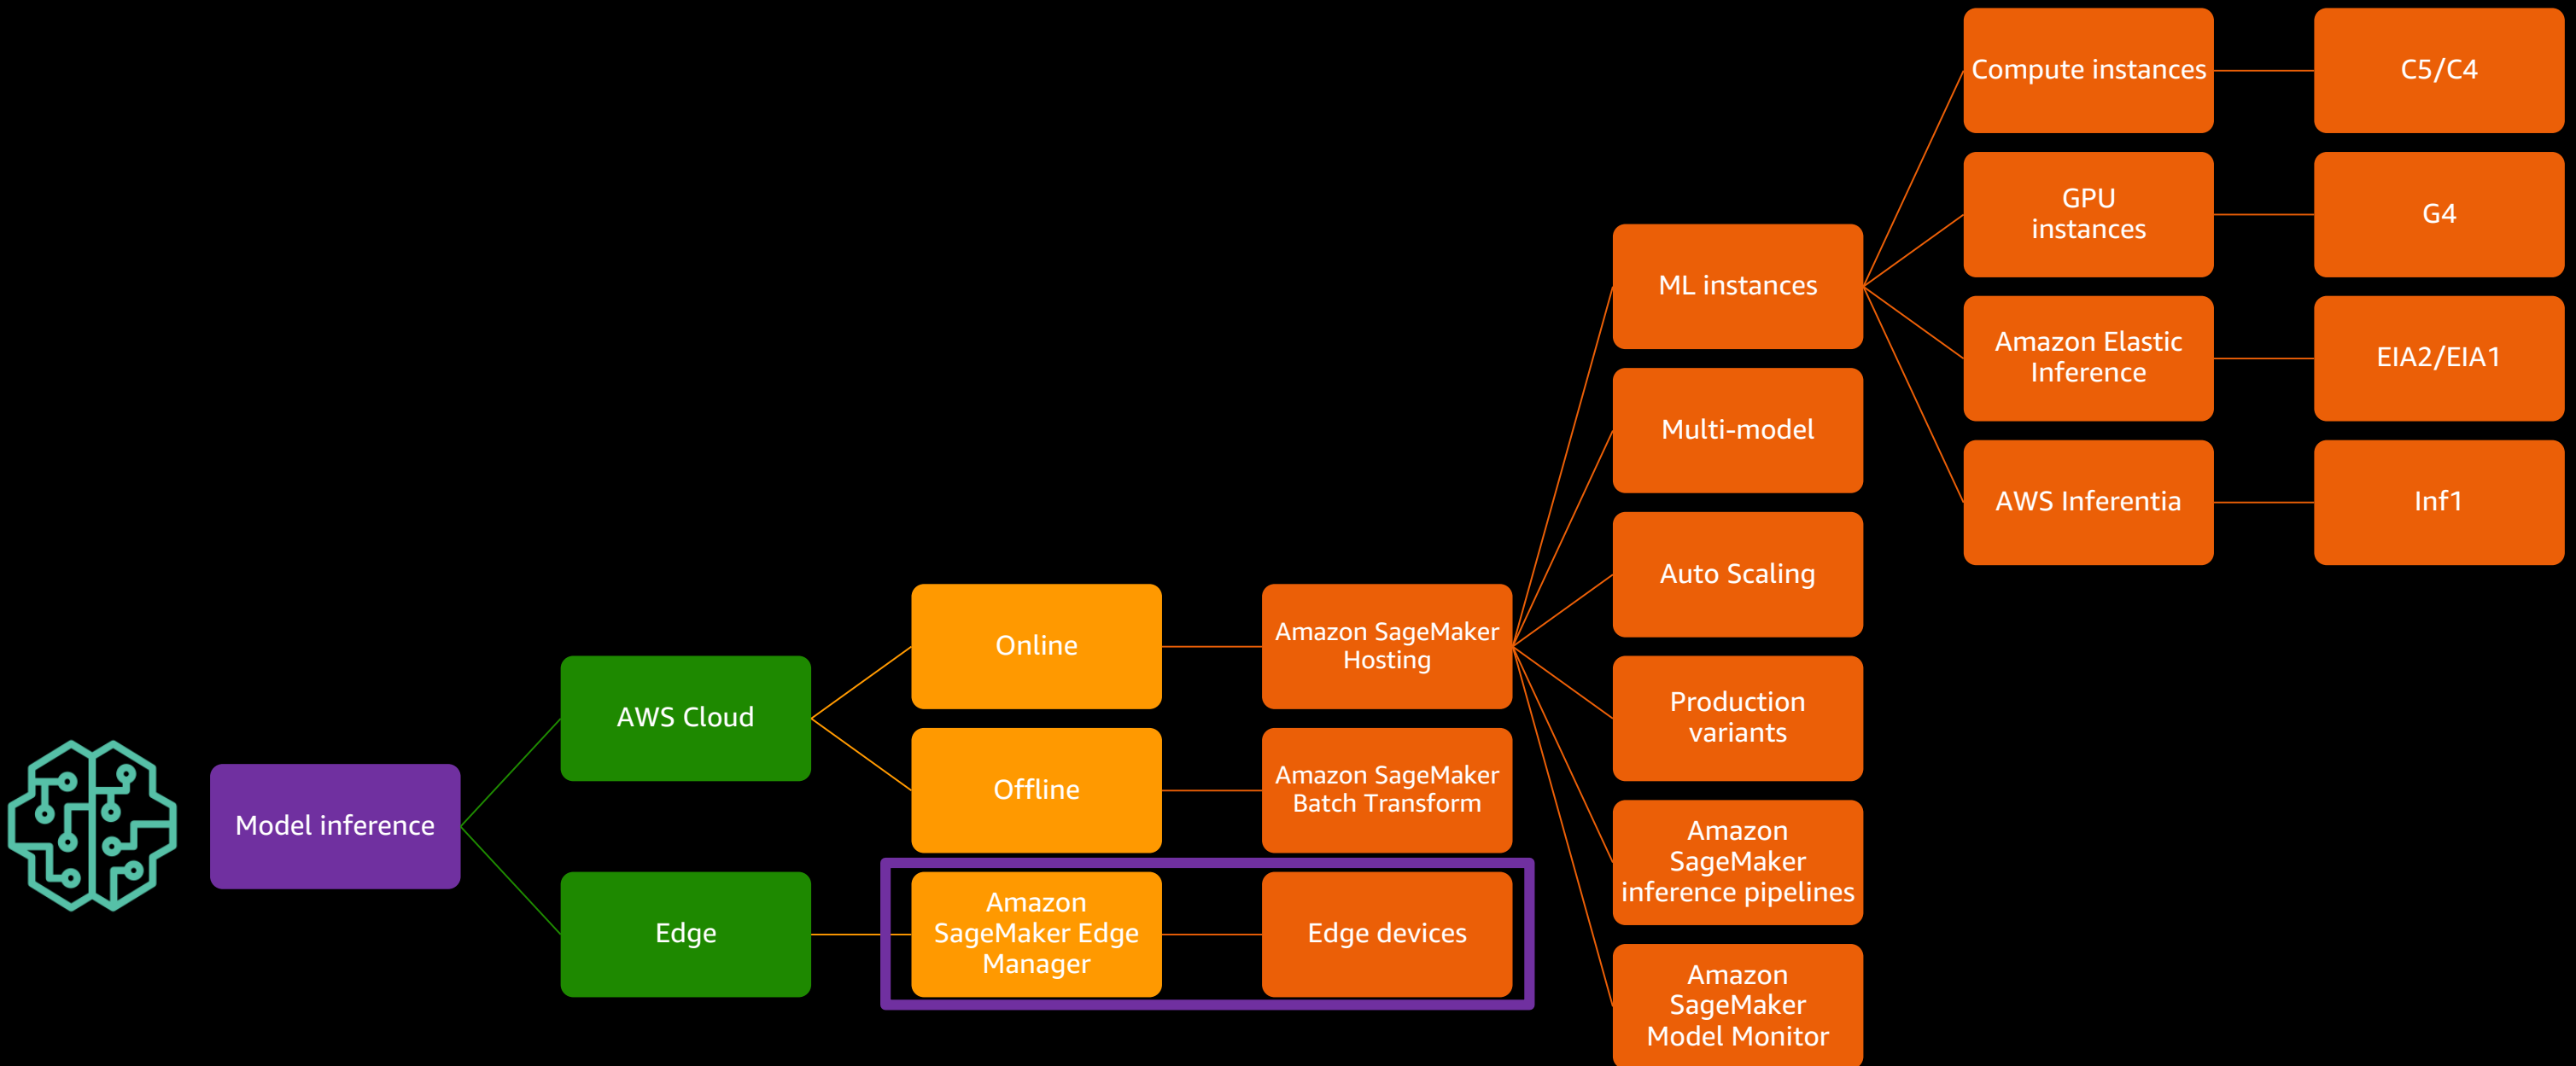 Model inference
AWS Cloud
Edge
Online
Offline
Amazon
SageMaker Edge
Manager
Amazon SageMaker
Hosting
Amazon SageMaker
Batch Transform
Edge devices
ML instances
Multi-model
Auto Scaling
Production
variants
Amazon
SageMaker
inference pipelines
Amazon
SageMaker
Model Monitor
Compute instances
GPU
instances
Amazon Elastic
Inference
AWS Inferentia
C5/C4
G4
EIA2/EIA1
Inf1